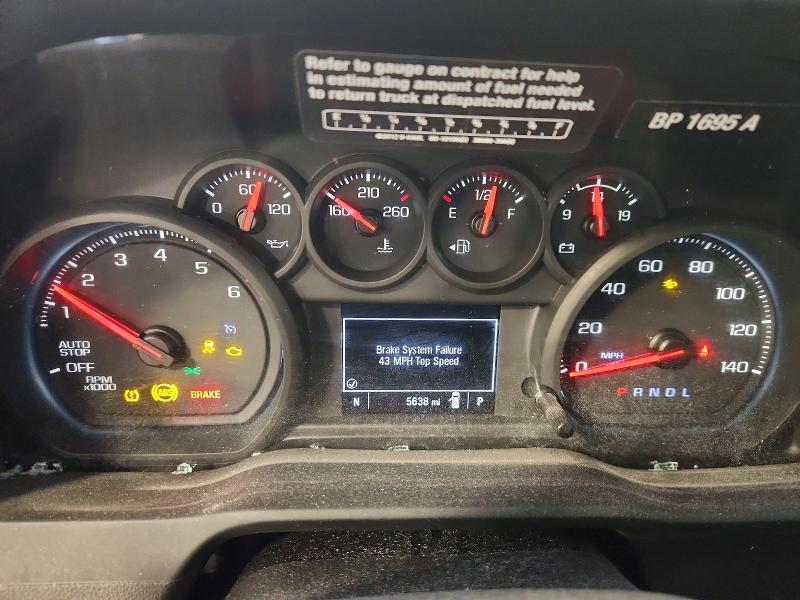 Refer to gauge on contract for help
in estimating amount of fuel needed
to return truck at dispatched fuel level.
BP 1695 A
0 60 120
160 210 260
E 1/2 F
9 14 19
1 2 3 4 5 6
AUTO
STOP
OFF
RPM
x1000
ABS
BRAKE
Brake System Failure
43 MPH Top Speed
N 5638 mi P
0 20 40 60 80 100 120 140
MPH
PRNDL